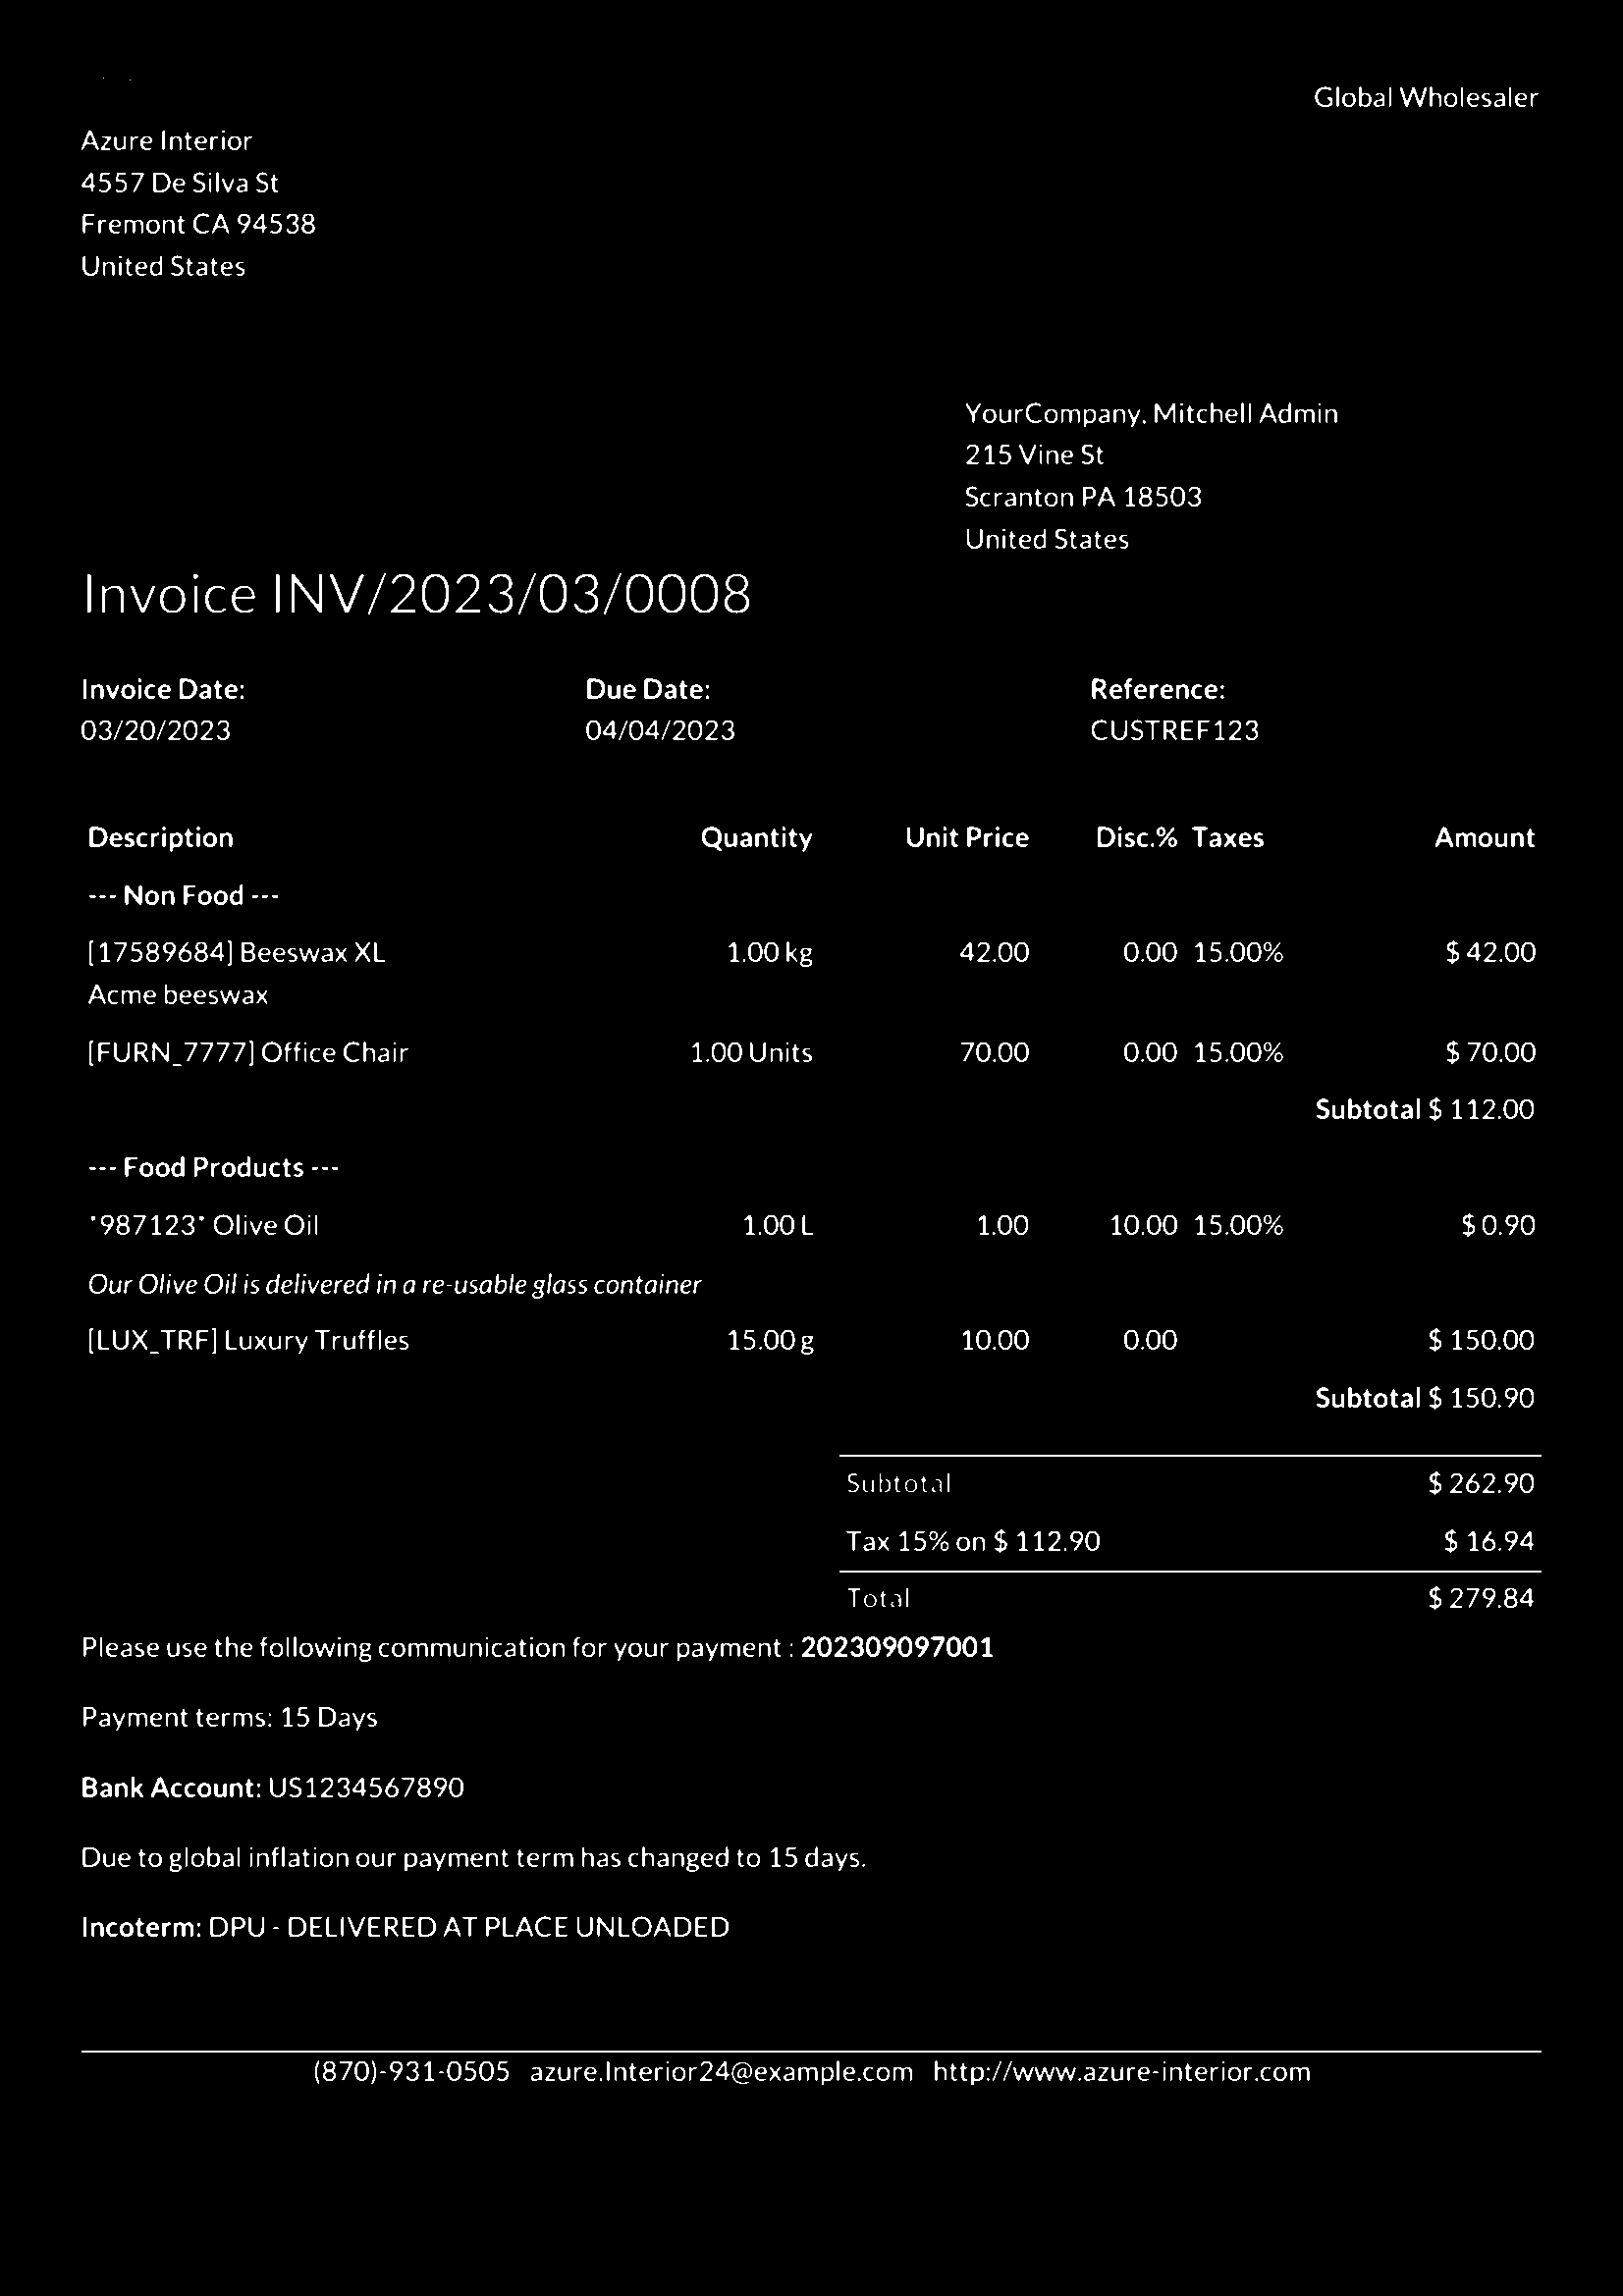 Global Wholesaler
Azure Interior
4557 De Silva St
Fremont CA 94538
United States
YourCompany, Mitchell Admin
215 Vine St
Scranton PA 18503
United States
Invoice INV/2023/03/0008
Invoice Date: Due Date: Reference:
03/20/2023 04/04/2023 CUSTREF123
Description Quantity Unit Price Disc.% Taxes Amount
--- Non Food ---
[17589684] Beeswax XL 1.00 kg 42.00 0.00 15.00% $ 42.00
Acme beeswax
[FURN_7777] Office Chair 1.00 Units 70.00 0.00 15.00% $ 70.00
Subtotal $ 112.00
--- Food Products ---
*987123* Olive Oil 1.00 L 1.00 10.00 15.00% $ 0.90
Our Olive Oil is delivered in a re-usable glass container
[LUX_TRF] Luxury Truffles 15.00 g 10.00 0.00 $ 150.00
Subtotal $ 150.90
Subtotal $ 262.90
Tax 15% on $ 112.90 $ 16.94
Total $ 279.84
Please use the following communication for your payment : 202309097001
Payment terms: 15 Days
Bank Account: US1234567890
Due to global inflation our payment term has changed to 15 days.
Incoterm: DPU - DELIVERED AT PLACE UNLOADED
(870)-931-0505 azure.Interior24@example.com http://www.azure-interior.com